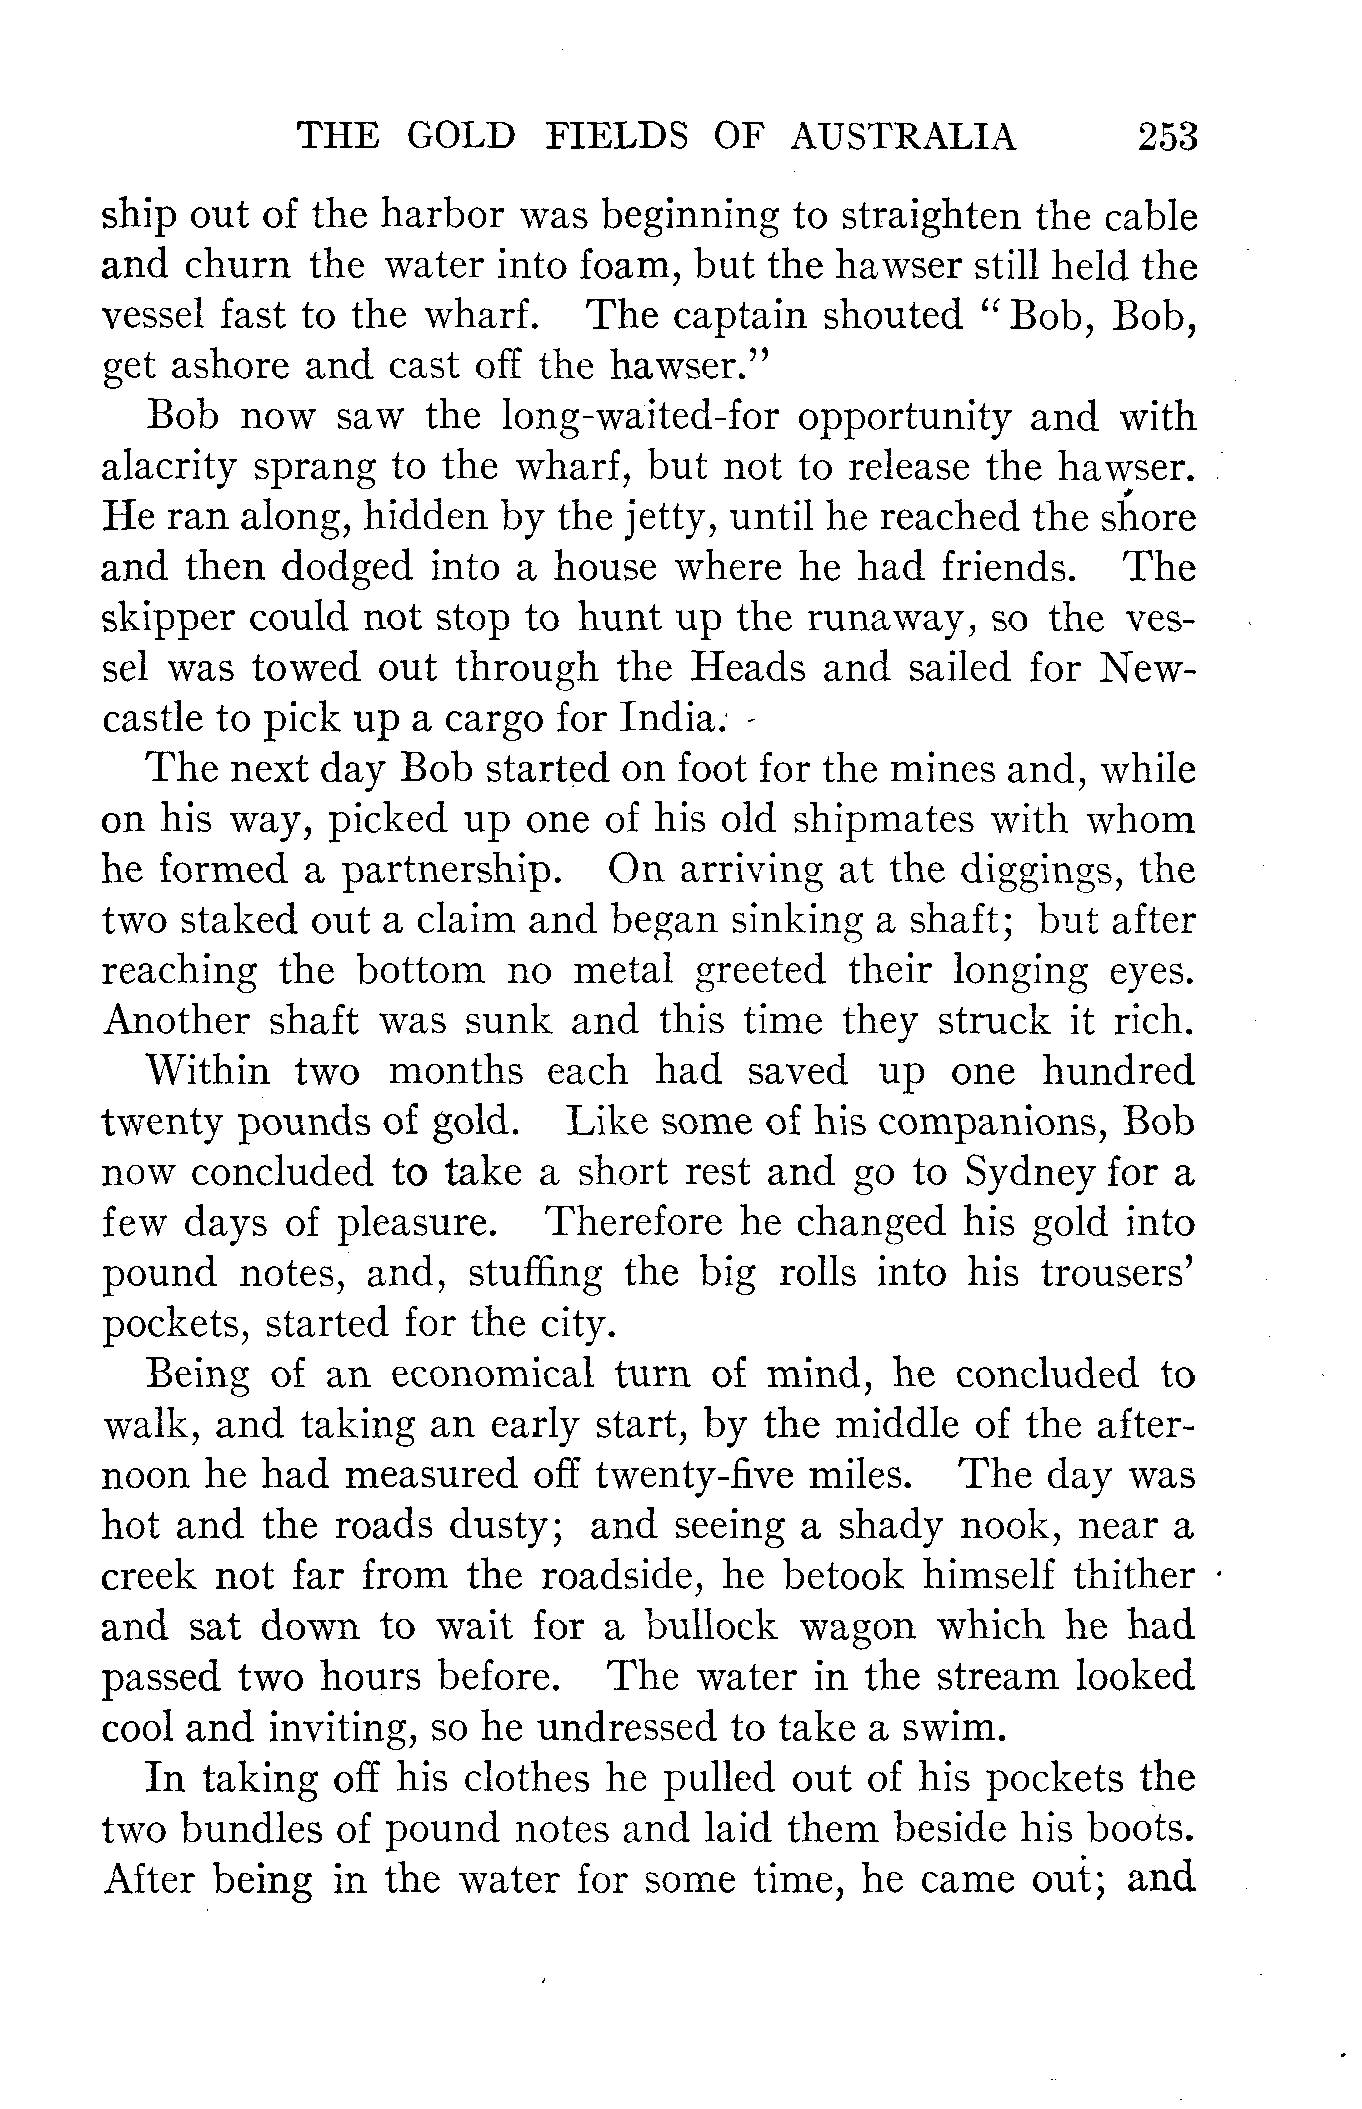 THE GOLD FIELDS OF AUSTRALIA 253
ship out of the harbor was beginning to straighten the cable
and churn the water into foam, but the hawser still held the
vessel fast to the wharf. The captain shouted “Bob, Bob,
get ashore and cast off the hawser.”
Bob now saw the long-waited-for opportunity and with
alacrity sprang to the wharf, but not to release the hawser.
He ran along, hidden by the jetty, until he reached the shore
and then dodged into a house where he had friends. The
skipper could not stop to hunt up the runaway, so the ves-
sel was towed out through the Heads and sailed for New-
castle to pick up a cargo for India.
The next day Bob started on foot for the mines and, while
on his way, picked up one of his old shipmates with whom
he formed a partnership. On arriving at the diggings, the
two staked out a claim and began sinking a shaft; but after
reaching the bottom no metal greeted their longing eyes.
Another shaft was sunk and this time they struck it rich.
Within two months each had saved up one hundred
twenty pounds of gold. Like some of his companions, Bob
now concluded to take a short rest and go to Sydney for a
few days of pleasure. Therefore he changed his gold into
pound notes, and, stuffing the big rolls into his trousers’
pockets, started for the city.
Being of an economical turn of mind, he concluded to
walk, and taking an early start, by the middle of the after-
noon he had measured off twenty-five miles. The day was
hot and the roads dusty; and seeing a shady nook, near a
creek not far from the roadside, he betook himself thither
and sat down to wait for a bullock wagon which he had
passed two hours before. The water in the stream looked
cool and inviting, so he undressed to take a swim.
In taking off his clothes he pulled out of his pockets the
two bundles of pound notes and laid them beside his boots.
After being in the water for some time, he came out; and